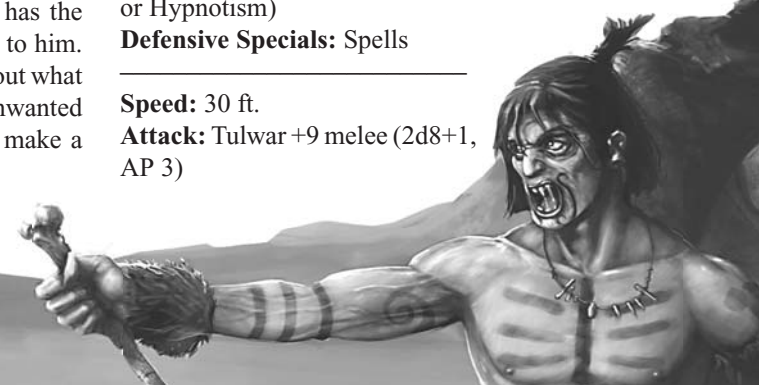 has the
to him.
out what
nwanted
make a
or Hypnotism)
Defensive Specials: Spells
Speed: 30 ft.
Attack: Tulwar +9 melee (2d8+1,
AP 3)